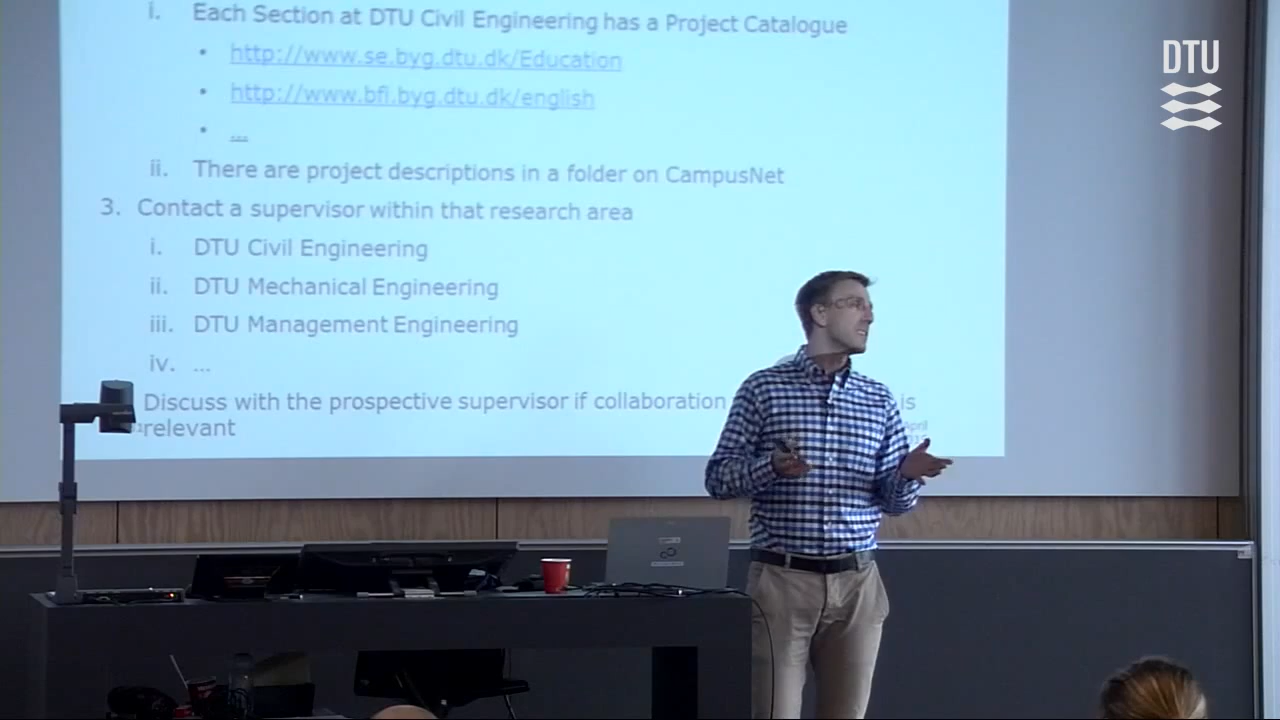 i. Each Section at DTU Civil Engineering has a Project Catalogue
• http://www.se.byg.dtu.dk/Education
• http://www.bfi.byg.dtu.dk/english
• ...
ii. There are project descriptions in a folder on CampusNet
3. Contact a supervisor within that research area
i. DTU Civil Engineering
ii. DTU Mechanical Engineering
iii. DTU Management Engineering
iv. ...
Discuss with the prospective supervisor if collaboration is
relevant
April
DTU